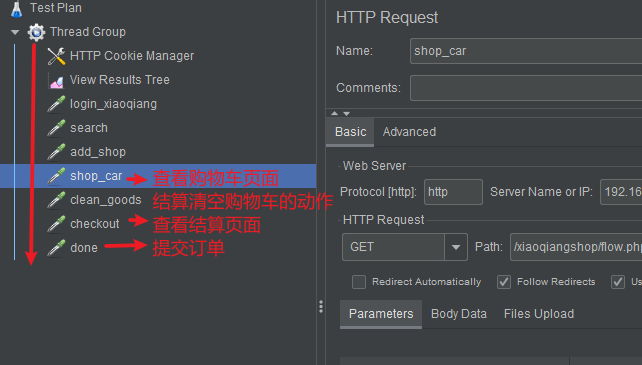 Test Plan
Thread Group
HTTP Cookie Manager
View Results Tree
login_xiaoqiang
search
add_shop
shop_car
查看购物车页面
clean_goods
结算清空购物车的动作
checkout
查看结算页面
done
提交订单
HTTP Request
Name:
shop_car
Comments:
Basic
Advanced
Web Server
Protocol [http]:
http
Server Name or IP:
192.16
HTTP Request
GET
Path:
/xiaoqiangshop/flow.php
Redirect Automatically
Follow Redirects
Us
Parameters
Body Data
Files Upload